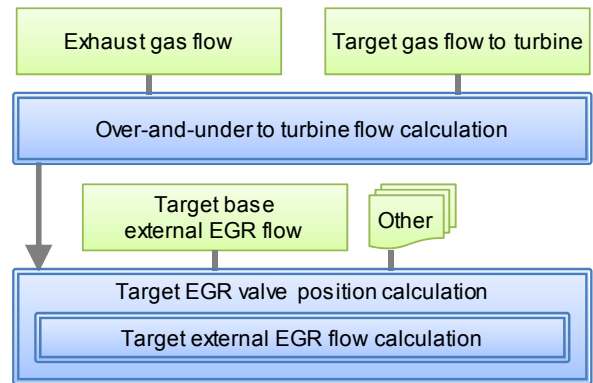 Exhaust gas flow
Target gas flow to turbine
Over-and-under to turbine flow calculation
Target base
external EGR flow
Other
Target EGR valve position calculation
Target external EGR flow calculation